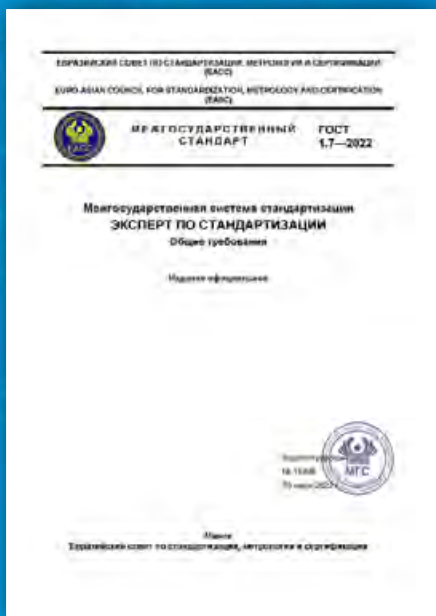 ЕВРАЗИЙСКИЙ СОВЕТ ПО СТАНДАРТИЗАЦИИ, МЕТРОЛОГИИ И СЕРТИФИКАЦИИ
(ЕАСС)
EURO-ASIAN COUNCIL FOR STANDARDIZATION, METROLOGY AND CERTIFICATION
(EASC)
МЕЖГОСУДАРСТВЕННЫЙ
СТАНДАРТ
ГОСТ
1.7—2022
EACC
Межгосударственная система стандартизации
ЭКСПЕРТ ПО СТАНДАРТИЗАЦИИ
Общие требования
Издание официальное
МГС
Минск
Евразийский совет по стандартизации, метрологии и сертификации